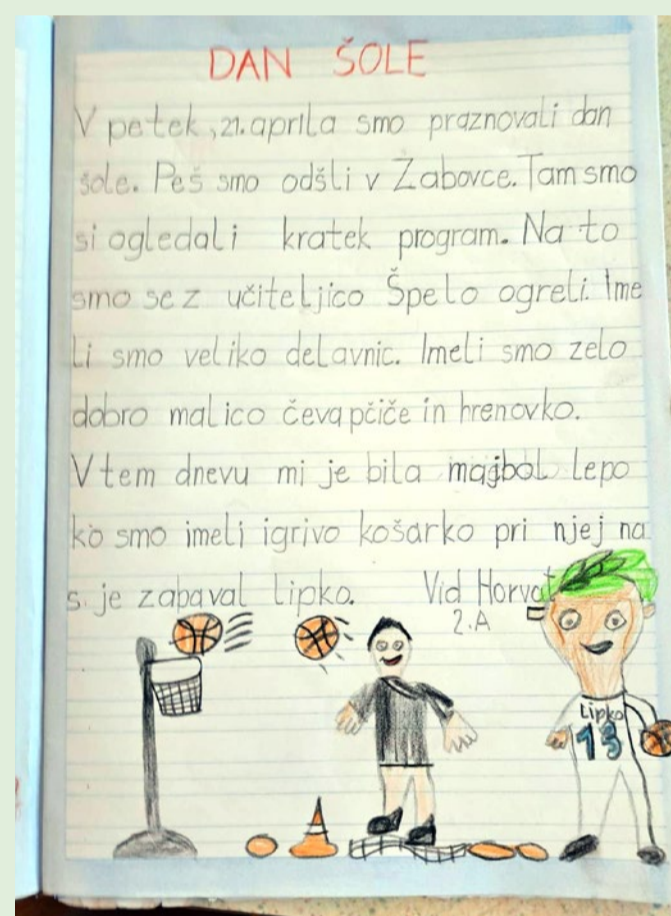 DAN ŠOLE
V petek, 21. aprila smo praznovali dan
šole. Peš smo odšli v Zabovce. Tam smo
si ogledali kratek program. Na to
smo se z učiteljico Špelo ogreli. Ime
li smo veliko delavnic. Imeli smo zelo
dobro malico čevapčiče in hrenovko.
V tem dnevu mi je bila majbol lepo
ko smo imeli igrivo košarko pri njej na
s je zabaval Lipko. Vid Horvat
2.A
Lipko
13